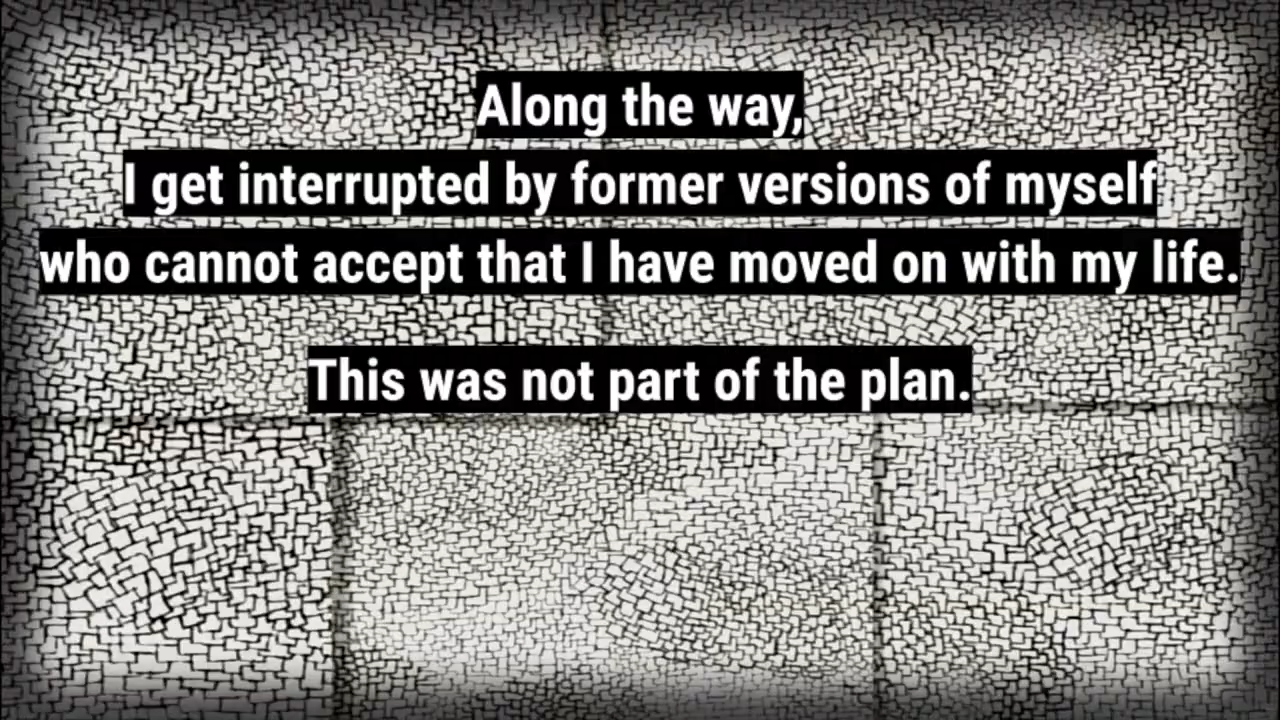 Along the way,
I get interrupted by former versions of myself
who cannot accept that I have moved on with my life.
This was not part of the plan.